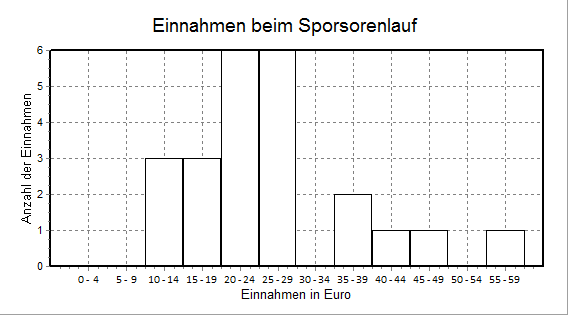 Einnahmen beim Sporsorenlauf
Anzahl der Einnahmen
6
5
4
3
2
1
0
0 - 4 5 - 9 10 - 14 15 - 19 20 - 24 25 - 29 30 - 34 35 - 39 40 - 44 45 - 49 50 - 54 55 - 59
Einnahmen in Euro